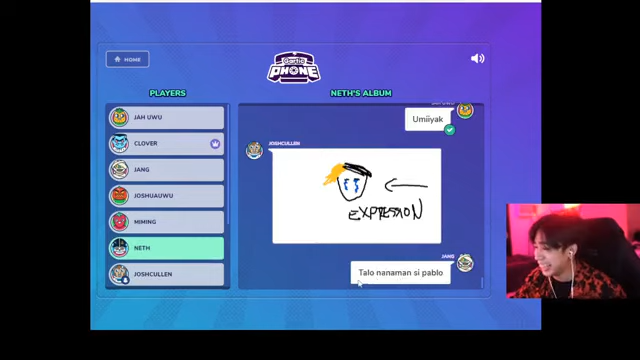 HOME
Gartic
PHONE
PLAYERS
NETH'S ALBUM
JAH UWU
CLOVER
JANG
JOSHUAUWU
MIMING
NETH
JOSHCULLEN
Umiiyak
JOSHCULLEN
EXPRESSION
JANG
Talo nanaman si pablo